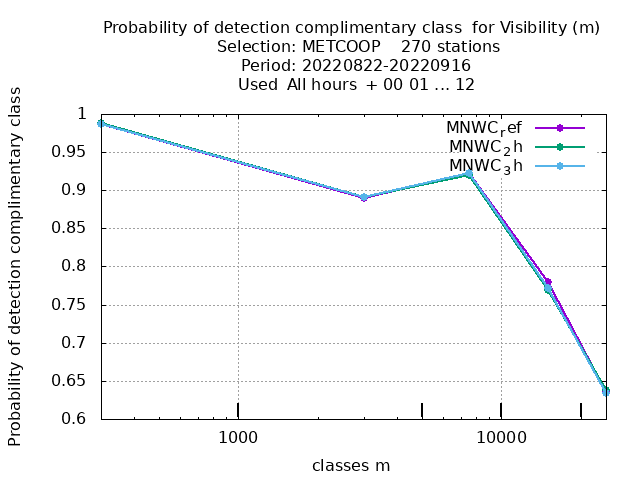 Probability of detection complimentary class  for Visibility (m)
Selection: METCOOP    270 stations
Period: 20220822-20220916
Used  All hours  + 00 01 ... 12
Probability of detection complimentary class
1
0.95
0.9
0.85
0.8
0.75
0.7
0.65
0.6
MNWC_ref
MNWC_2h
MNWC_3h
1000 10000
classes m